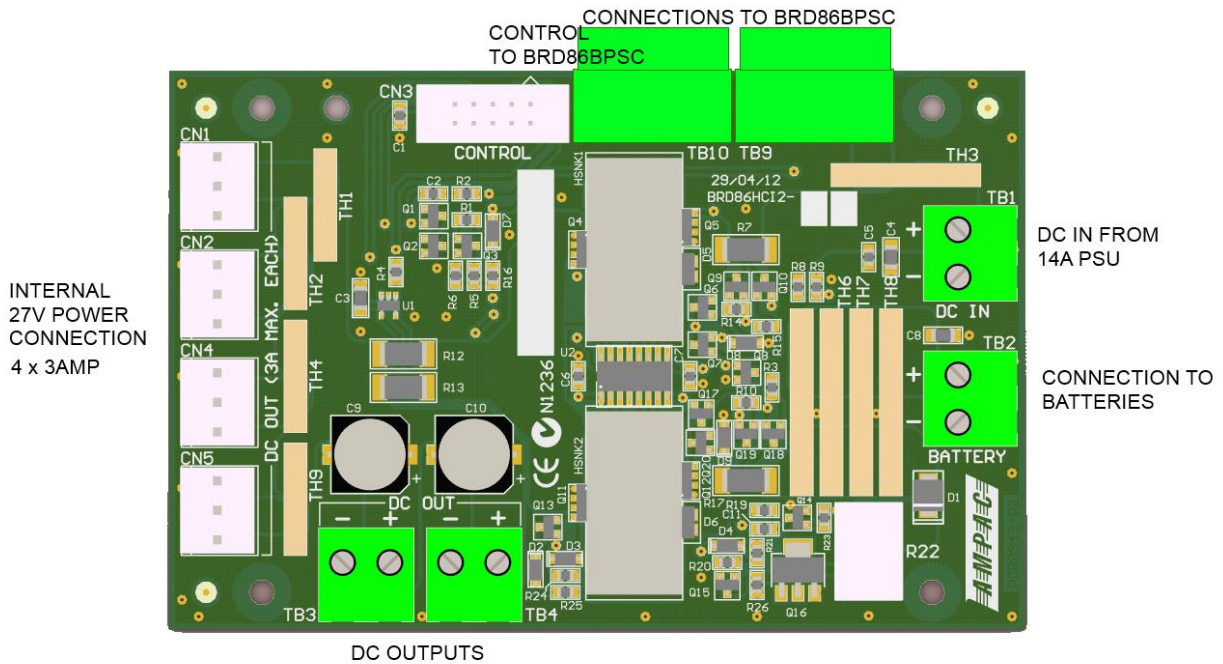 CONNECTIONS TO BRD86BPSC
CONTROL
TO BRD86BPSC
CN3
C1
CONTROL
TB10 TB9
CN1
CN2
CN4
CN5
DC OUT (3A MAX. EACH)
TH1
TH2
TH4
TH9
INTERNAL
27V POWER
CONNECTION
4 x 3AMP
C2
R2
Q1
R1
D7
Q2
Q3
R4
R6
R5
R16
C3
U1
R12
R13
C9
C10
+
+
N1236
CE
HSNK1
Q4
Q5
D5
U2
C6
C7
HSNK2
Q11
Q12
Q20
D6
29/04/12
BRD86HCI2-
TH3
TB1
+
−
DC IN
DC IN FROM
14A PSU
R7
C5
C4
Q9
Q10
Q6
R8
R9
R14
R15
Q7
D8
Q8
R3
R10
Q17
D9
Q19
Q18
TH6
TH7
TH8
C8
TB2
+
−
BATTERY
CONNECTION TO
BATTERIES
R17
R19
C11
Q14
R23
R21
D4
R20
Q15
R26
Q16
R22
D1
AMPAC
DC OUT
− +
− +
TB3
TB4
Q13
D2
D3
R24
R25
DC OUTPUTS